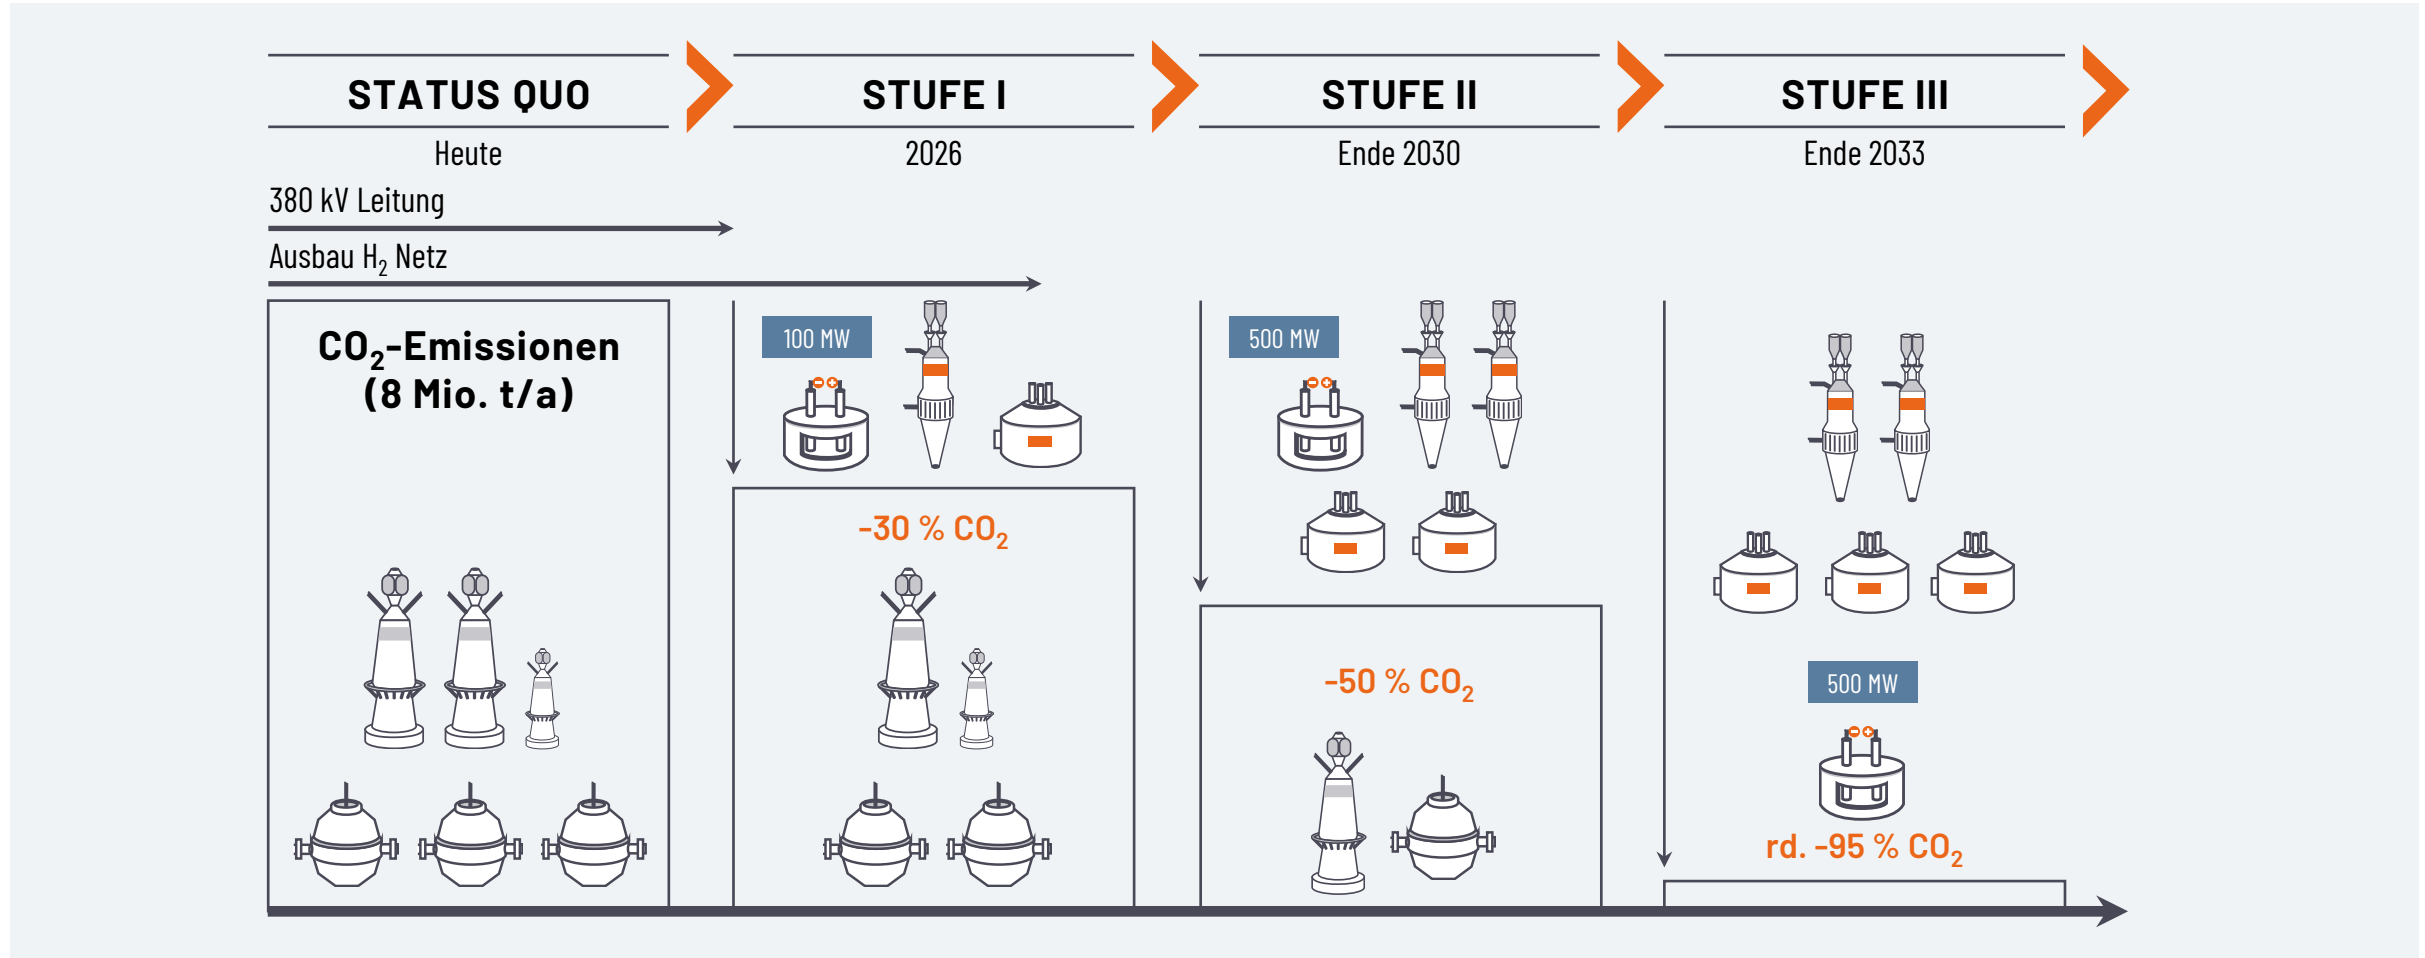 STATUS QUO
Heute
STUFE I
2026
STUFE II
Ende 2030
STUFE III
Ende 2033
380 kV Leitung
Ausbau H₂ Netz
CO₂-Emissionen
(8 Mio. t/a)
100 MW
-30 % CO₂
500 MW
-50 % CO₂
500 MW
rd. -95 % CO₂